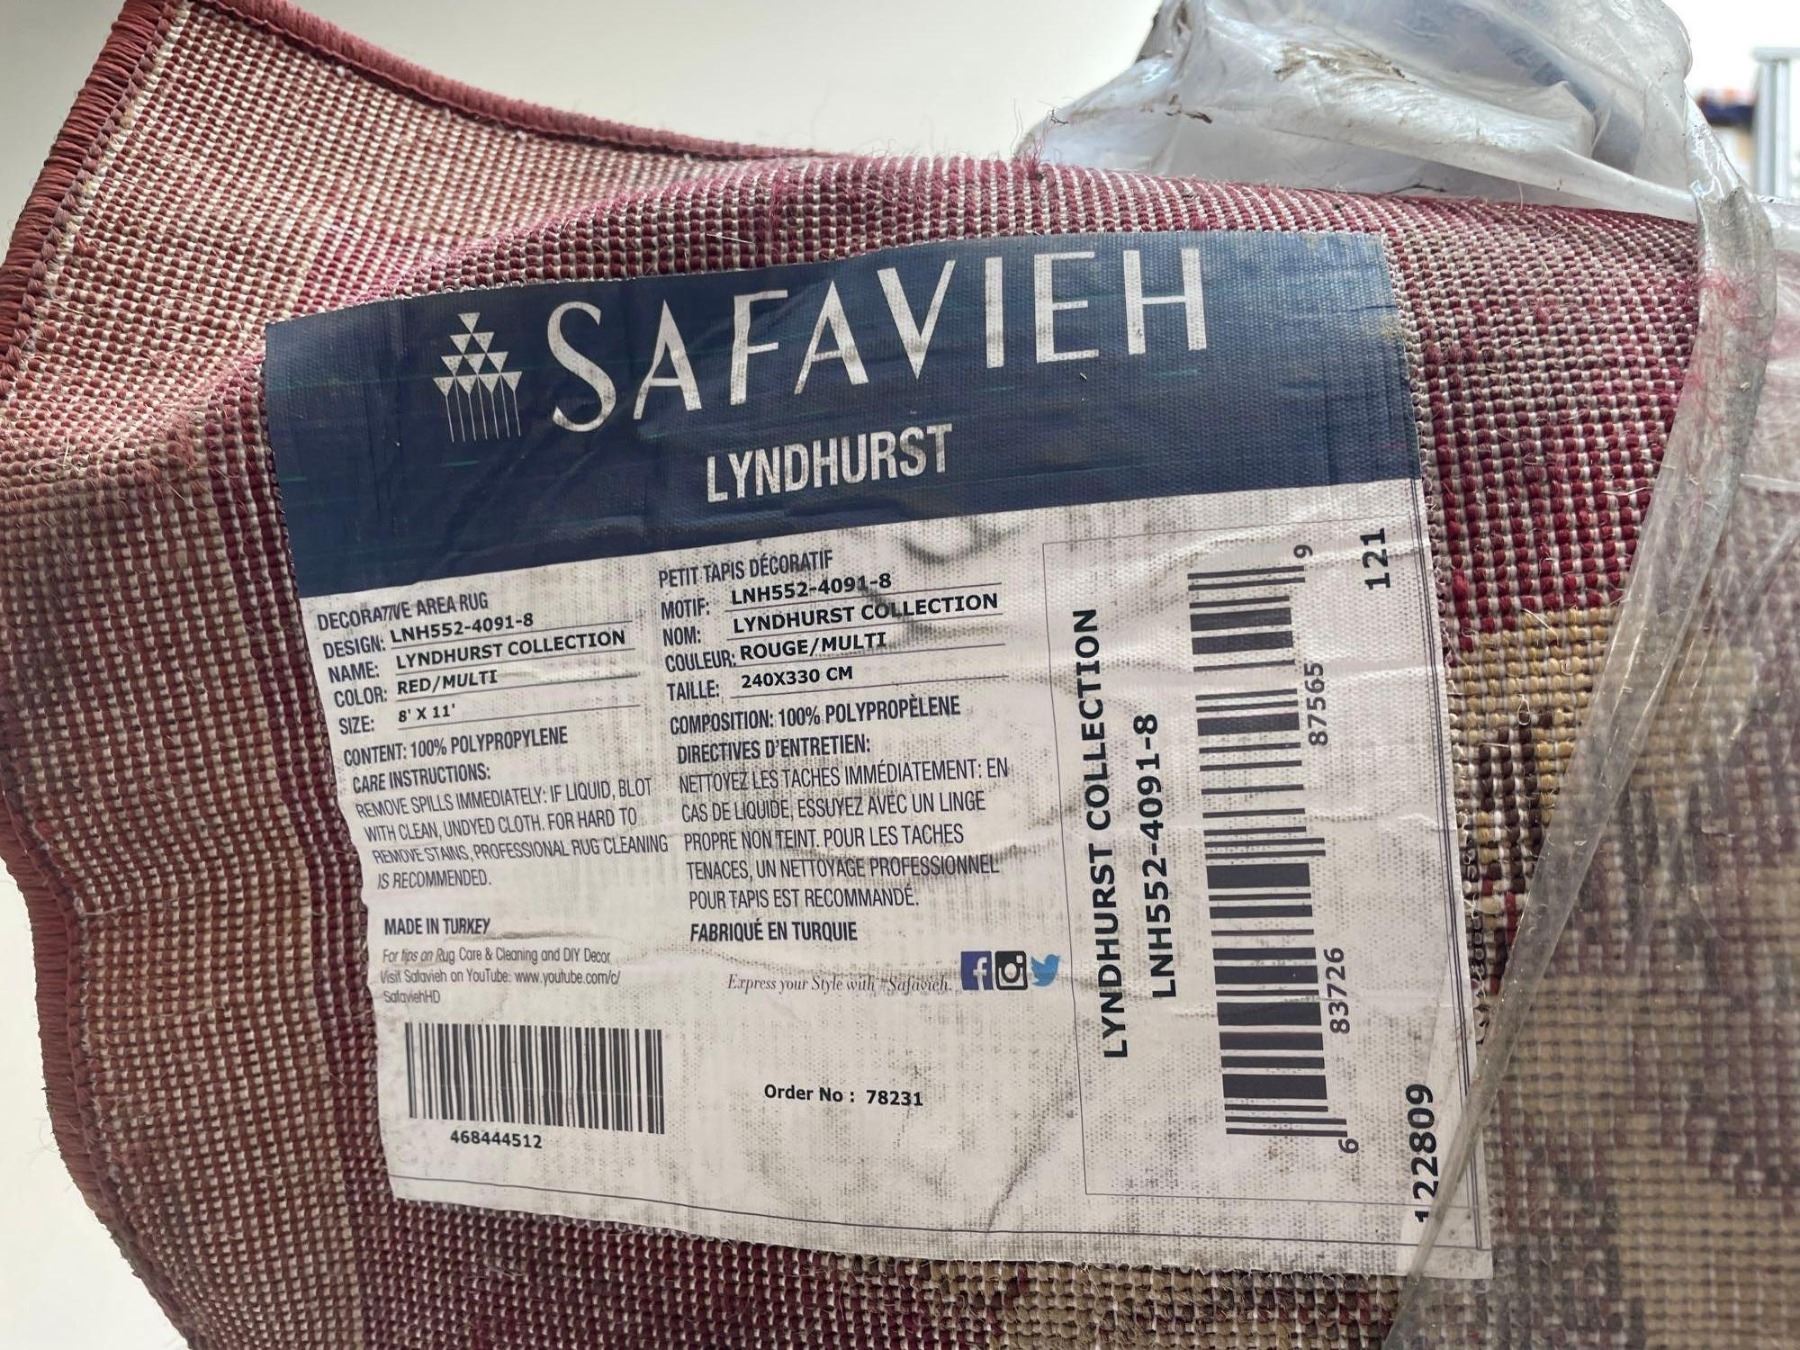 SAFAVIEH
LYNDHURST
DECORATIVE AREA RUG
DESIGN: LNH552-4091-8
NAME: LYNDHURST COLLECTION
COLOR: RED/MULTI
SIZE: 8' X 11'
CONTENT: 100% POLYPROPYLENE
CARE INSTRUCTIONS:
REMOVE SPILLS IMMEDIATELY: IF LIQUID, BLOT
WITH CLEAN, UNDYED CLOTH. FOR HARD TO
REMOVE STAINS, PROFESSIONAL RUG CLEANING
IS RECOMMENDED.
MADE IN TURKEY
For tips on Rug Care & Cleaning and DIY Decor
Visit Safavieh on YouTube: www.youtube.com/c/
SafaviehHD
468444512
PETIT TAPIS DÉCORATIF
MOTIF: LNH552-4091-8
NOM: LYNDHURST COLLECTION
COULEUR: ROUGE/MULTI
TAILLE: 240X330 CM
COMPOSITION: 100% POLYPROPÈLENE
DIRECTIVES D'ENTRETIEN:
NETTOYEZ LES TACHES IMMÉDIATEMENT: EN
CAS DE LIQUIDE, ESSUYEZ AVEC UN LINGE
PROPRE NON TEINT. POUR LES TACHES
TENACES, UN NETTOYAGE PROFESSIONNEL
POUR TAPIS EST RECOMMANDÉ.
FABRIQUÉ EN TURQUIE
Express your Style with #Safavieh.
Order No : 78231
LYNDHURST COLLECTION
LNH552-4091-8
6 83726 87565 9
122809 121